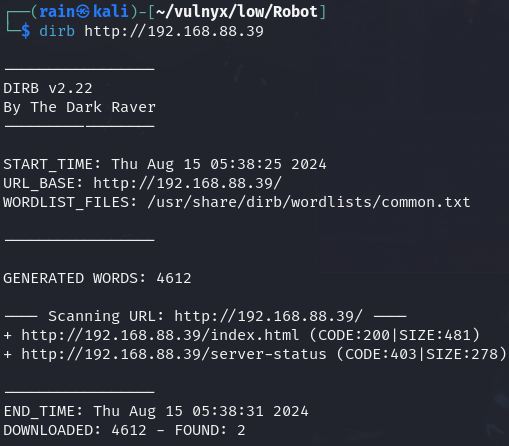 ┌──(rain㉿kali)-[~/vulnyx/low/Robot]
└─$ dirb http://192.168.88.39
-----------------
DIRB v2.22
By The Dark Raver
-----------------
START_TIME: Thu Aug 15 05:38:25 2024
URL_BASE: http://192.168.88.39/
WORDLIST_FILES: /usr/share/dirb/wordlists/common.txt
-----------------
GENERATED WORDS: 4612
---- Scanning URL: http://192.168.88.39/ ----
+ http://192.168.88.39/index.html (CODE:200|SIZE:481)
+ http://192.168.88.39/server-status (CODE:403|SIZE:278)
-----------------
END_TIME: Thu Aug 15 05:38:31 2024
DOWNLOADED: 4612 - FOUND: 2